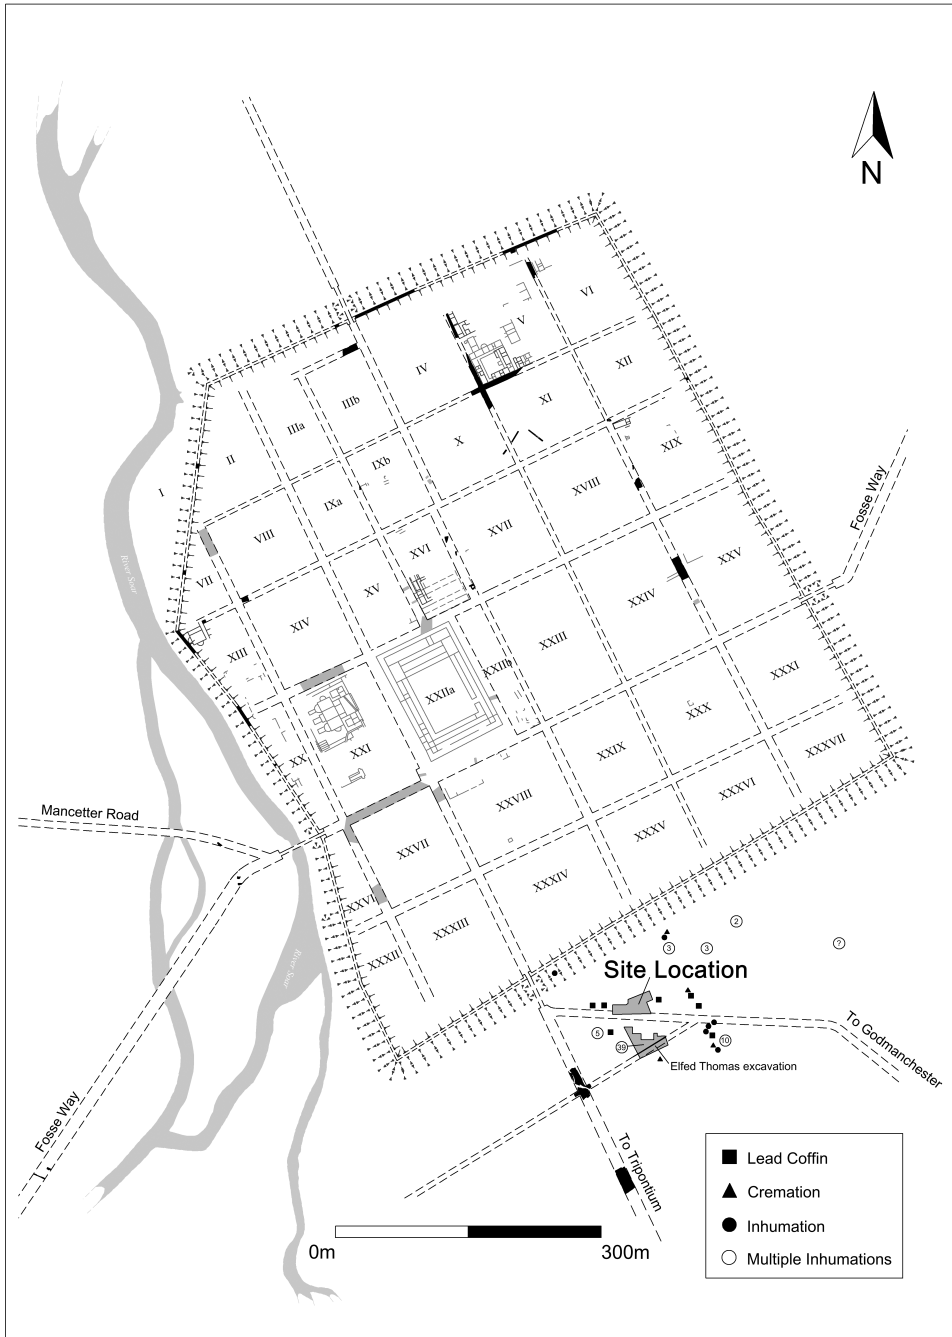 N
VI
V
IV
XII
IIIb
XI
IIIa
X
XIX
II
IXb
I
XVIII
Fosse Way
IXa
XVII
VIII
XVI
XXV
River Soar
VII
XV
XXIV
XIV
XXIII
XIII
XXIIb
XXXI
XXIIa
XXX
XXI
XX
XXIX
XXXVII
XXXVI
Mancetter Road
XXVIII
XXXV
XXVII
XXXIV
XXVI
XXXIII
2
XXXII
3
3
?
River Soar
Site Location
5
39
10
To Godmanchester
Elfed Thomas excavation
Fosse Way
To Tripontium
Lead Coffin
Cremation
Inhumation
Multiple Inhumations
0m
300m